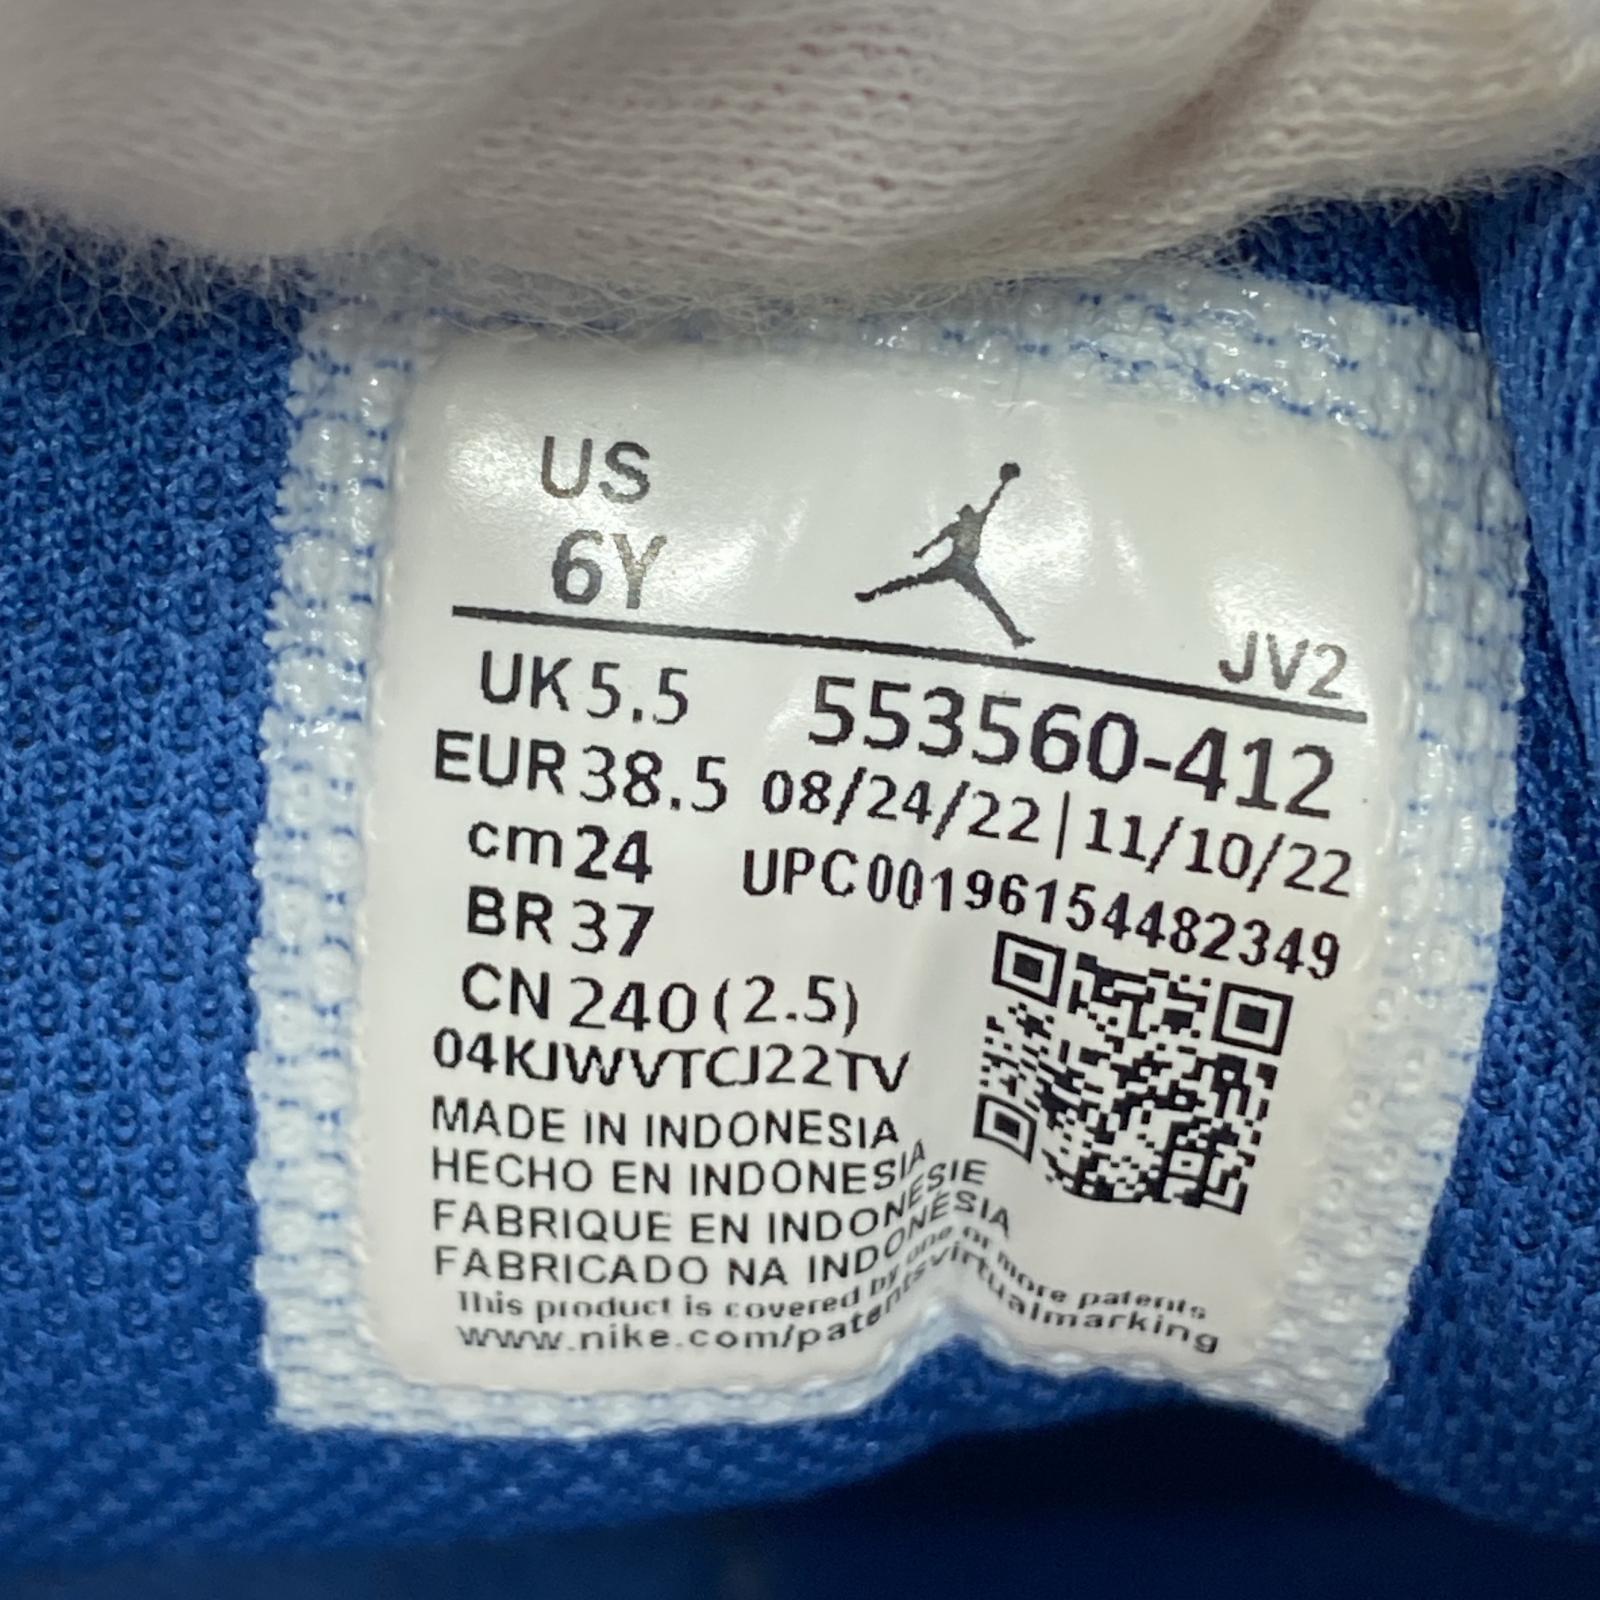 US
6Y
JV2
UK 5.5
553560-412
EUR 38.5
08/24/22 | 11/10/22
cm 24
UPC 00196154482349
BR 37
CN 240 (2.5)
04KJWVTCJ22TV
MADE IN INDONESIA
HECHO EN INDONESIA
FABRIQUE EN INDONESIE
FABRICADO NA INDONÉSIA
This product is covered by one or more patents
www.nike.com/patentsvirtualmarking